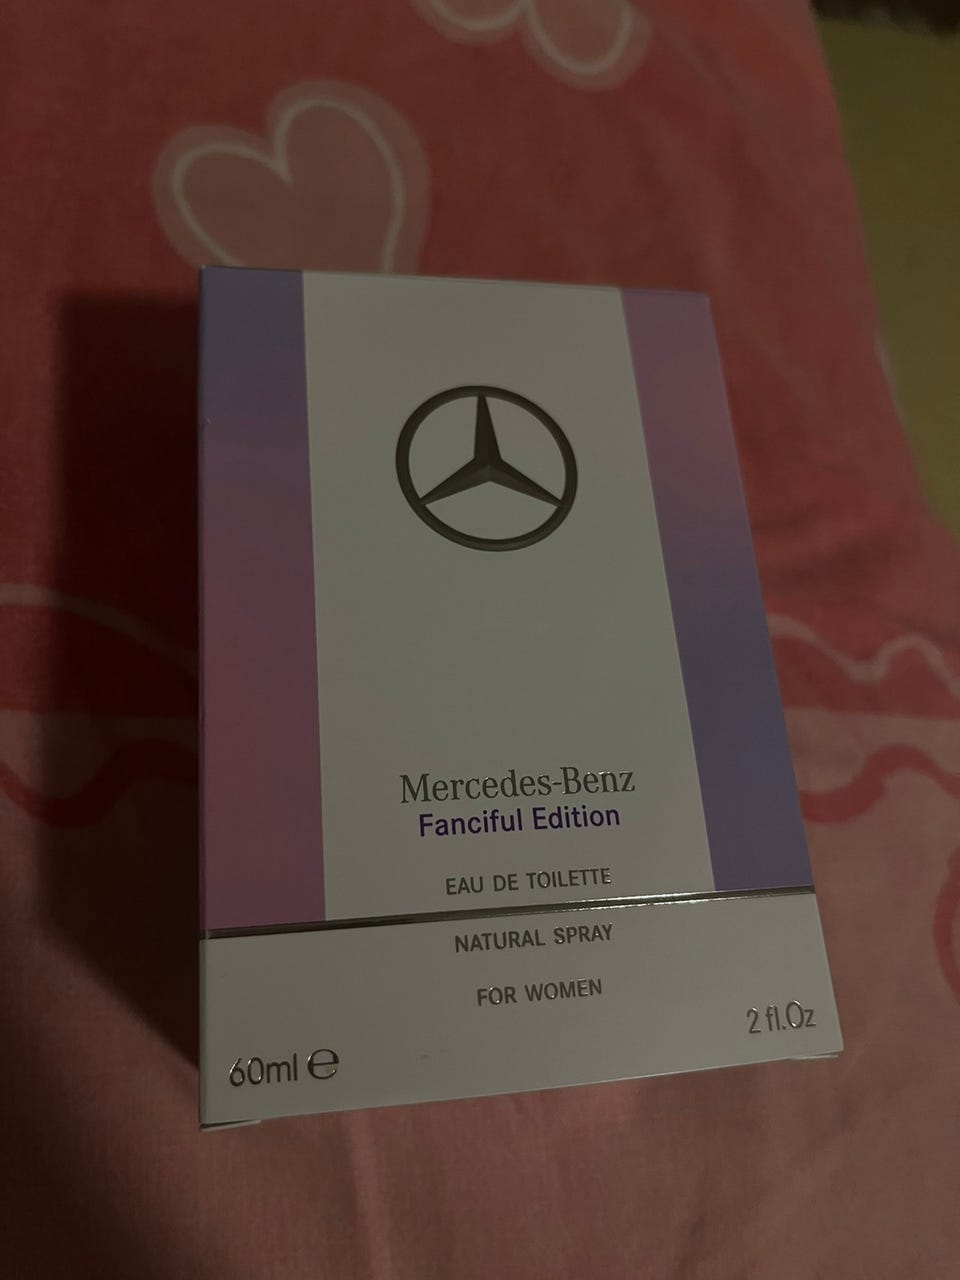 Mercedes-Benz
Fanciful Edition
EAU DE TOILETTE
NATURAL SPRAY
FOR WOMEN
60ml ℮
2 fl.Oz